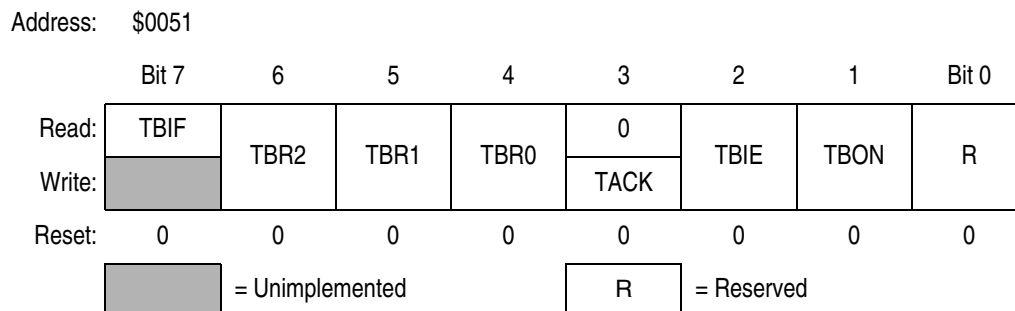 Address: $0051
Bit 7 6 5 4 3 2 1 Bit 0
Read: TBIF TBR2 TBR1 TBR0 0 TBIE TBON R
Write: TACK
Reset: 0 0 0 0 0 0 0 0
= Unimplemented R = Reserved